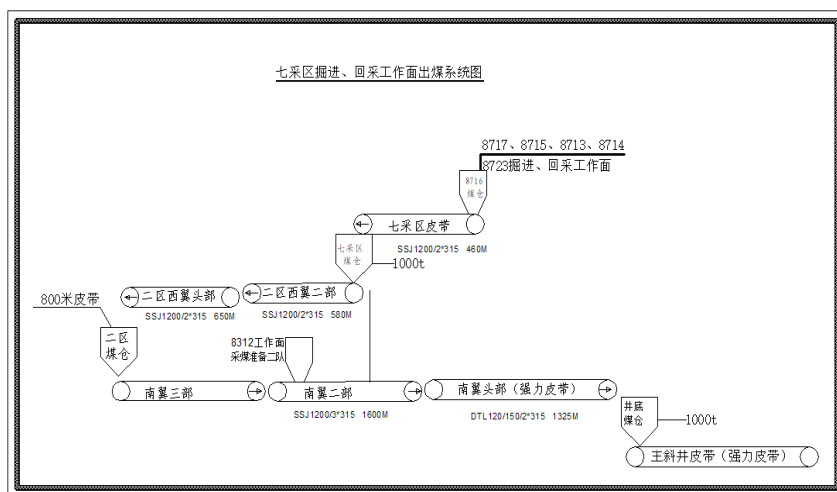 七采区掘进、回采工作面出煤系统图
8717、8715、8713、8714
8723掘进、回采工作面
8716
煤仓
七采区皮带
SSJ1200/2*315 460M
七采区
煤仓
1000t
二区西翼头部
SSJ1200/2*315 650M
二区西翼二部
SSJ1200/2*315 580M
800米皮带
二区
煤仓
8312工作面
采煤准备二队
南翼三部
南翼二部
SSJ1200/3*315 1600M
南翼头部(强力皮带)
DTL120/150/2*315 1325M
井底
煤仓
1000t
主斜井皮带(强力皮带)